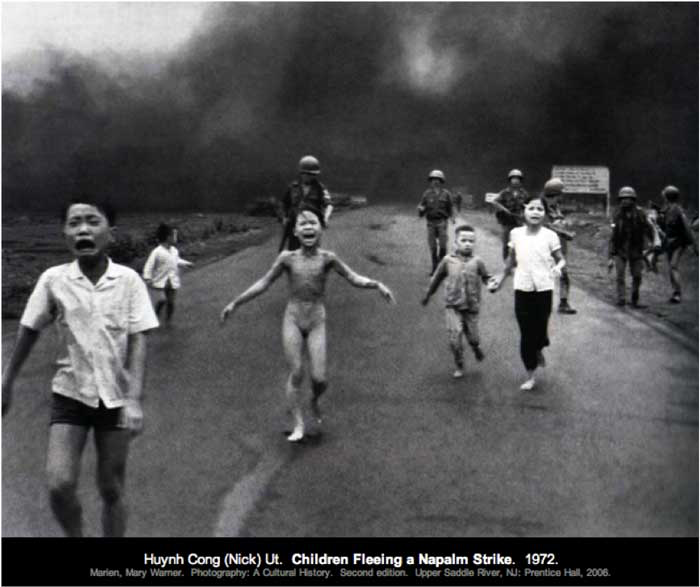 Huynh Cong (Nick) Ut. Children Fleeing a Napalm Strike. 1972.
Marien, Mary Warner. Photography: A Cultural History. Second edition. Upper Saddle River, NJ: Prentice Hall, 2006.